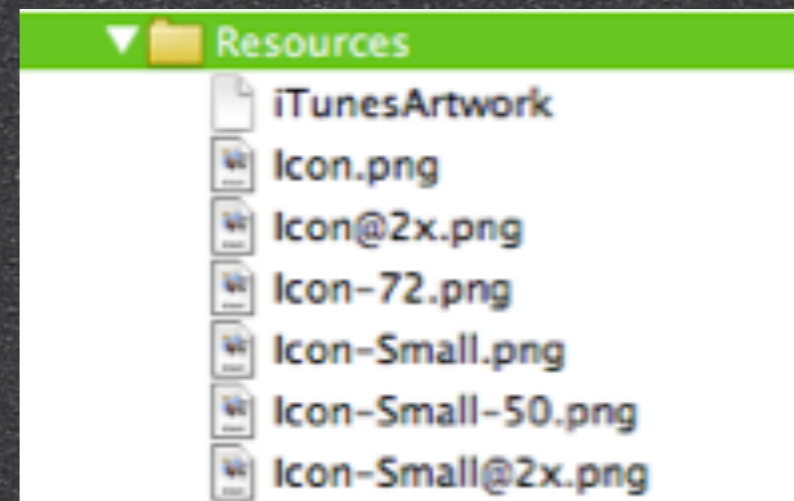 Resources
iTunesArtwork
Icon.png
Icon@2x.png
Icon-72.png
Icon-Small.png
Icon-Small-50.png
Icon-Small@2x.png